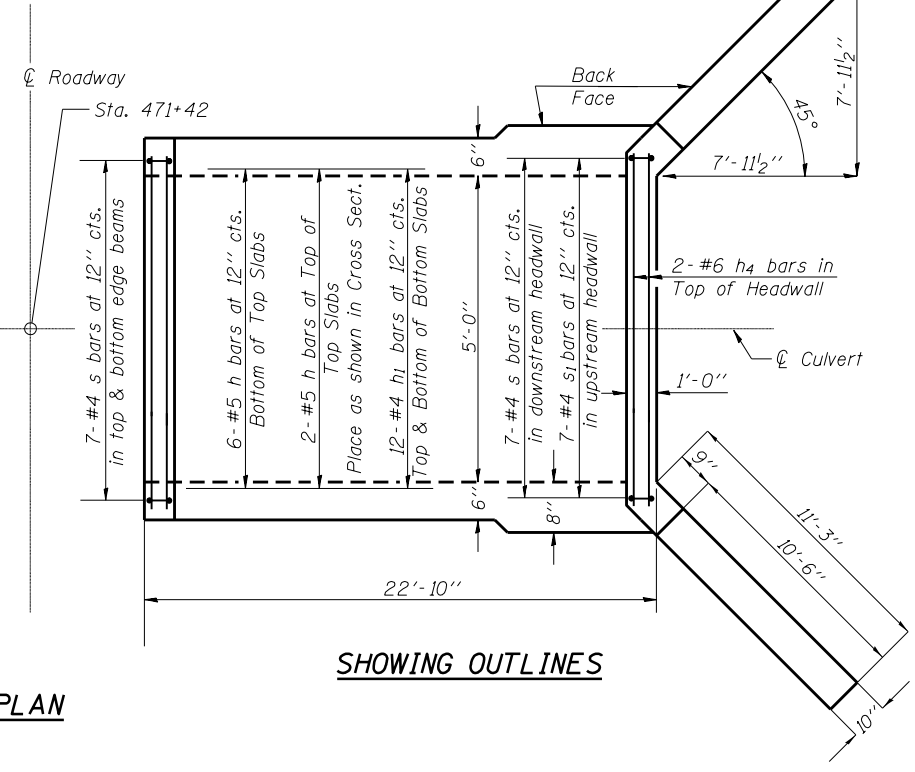 ℄ Roadway
Sta. 471+42
Back
Face
7'-11½"
45°
7'-11½"
6"
7-#4 s bars at 12" cts.
in top & bottom edge beams
6-#5 h bars at 12" cts.
Bottom of Top Slabs
2-#5 h bars at Top of
Top Slabs
Place as shown in Cross Sect.
12-#4 h₁ bars at 12" cts.
Top & Bottom of Bottom Slabs
5'-0"
7-#4 s bars at 12" cts.
in downstream headwall
7-#4 s₁ bars at 12" cts.
in upstream headwall
2-#6 h₄ bars in
Top of Headwall
℄ Culvert
1'-0"
6"
8"
9"
11'-3"
10'-6"
10"
22'-10"
SHOWING OUTLINES
PLAN